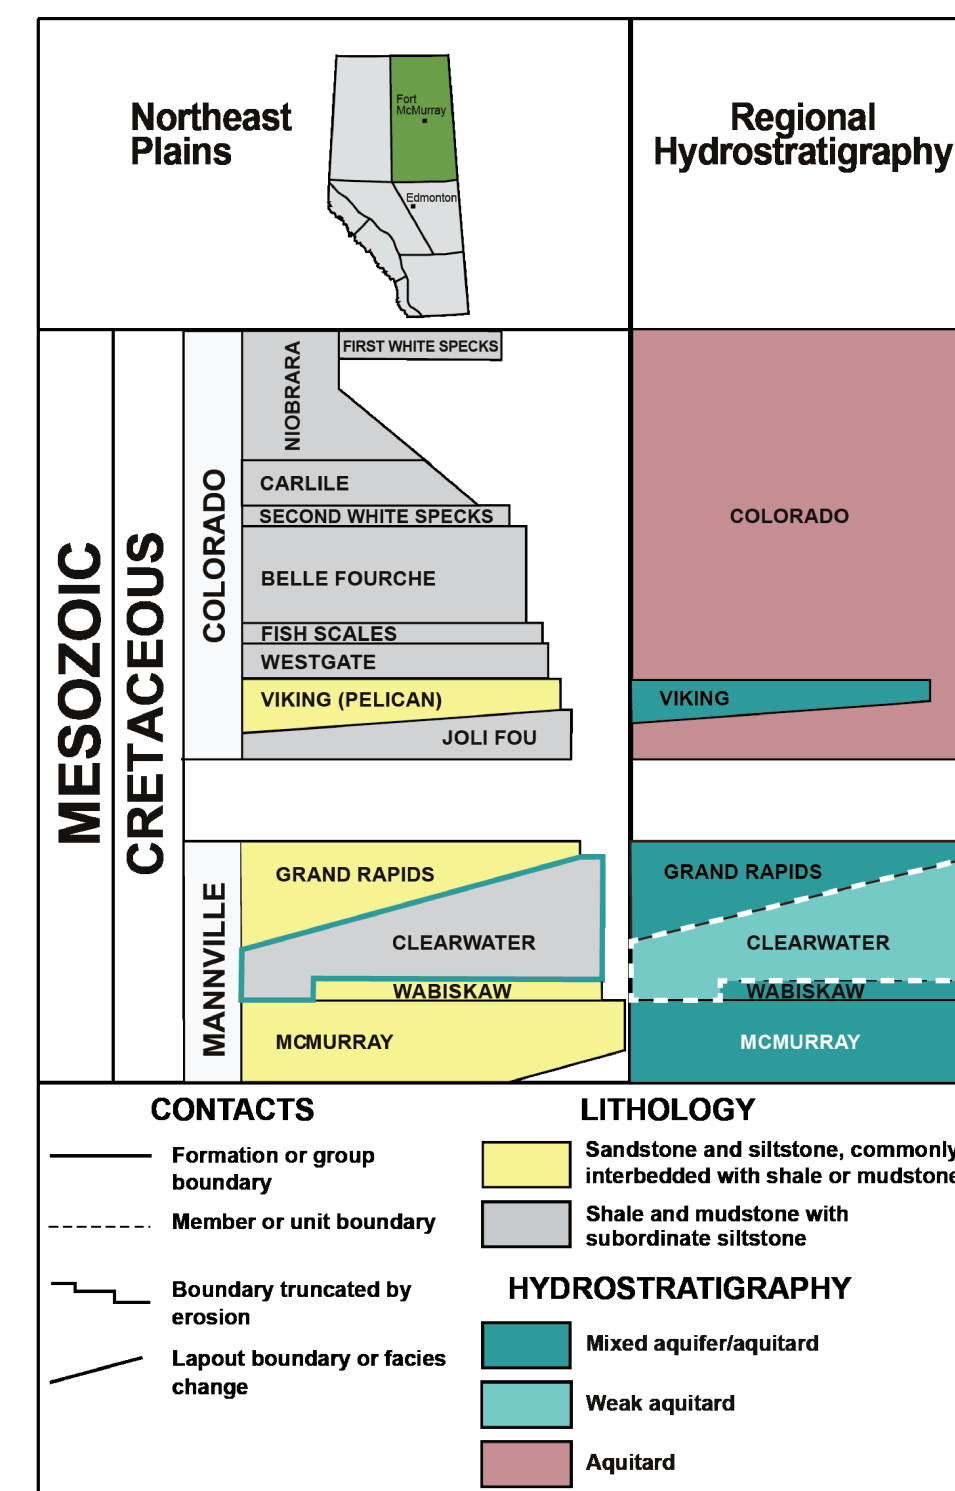 Northeast
Plains
Fort
McMurray
Edmonton
Regional
Hydrostratigraphy
MESOZOIC
CRETACEOUS
COLORADO
NIOBRARA
FIRST WHITE SPECKS
CARLILE
SECOND WHITE SPECKS
BELLE FOURCHE
FISH SCALES
WESTGATE
VIKING (PELICAN)
JOLI FOU
COLORADO
VIKING
MANNVILLE
GRAND RAPIDS
CLEARWATER
WABISKAW
MCMURRAY
GRAND RAPIDS
CLEARWATER
WABISKAW
MCMURRAY
CONTACTS
Formation or group
boundary
Member or unit boundary
Boundary truncated by
erosion
Lapout boundary or facies
change
LITHOLOGY
Sandstone and siltstone, commonly
interbedded with shale or mudstone
Shale and mudstone with
subordinate siltstone
HYDROSTRATIGRAPHY
Mixed aquifer/aquitard
Weak aquitard
Aquitard